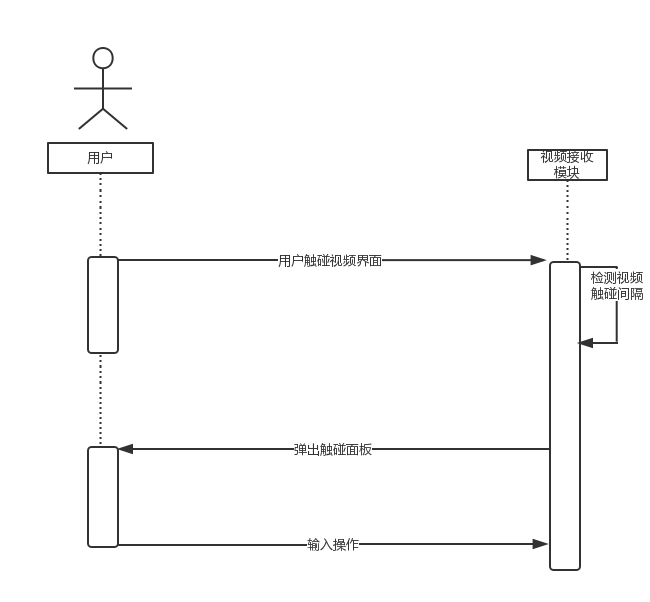 用户
视频接收
模块
用户触碰视频界面
检测视频
触碰间隔
弹出触碰面板
输入操作